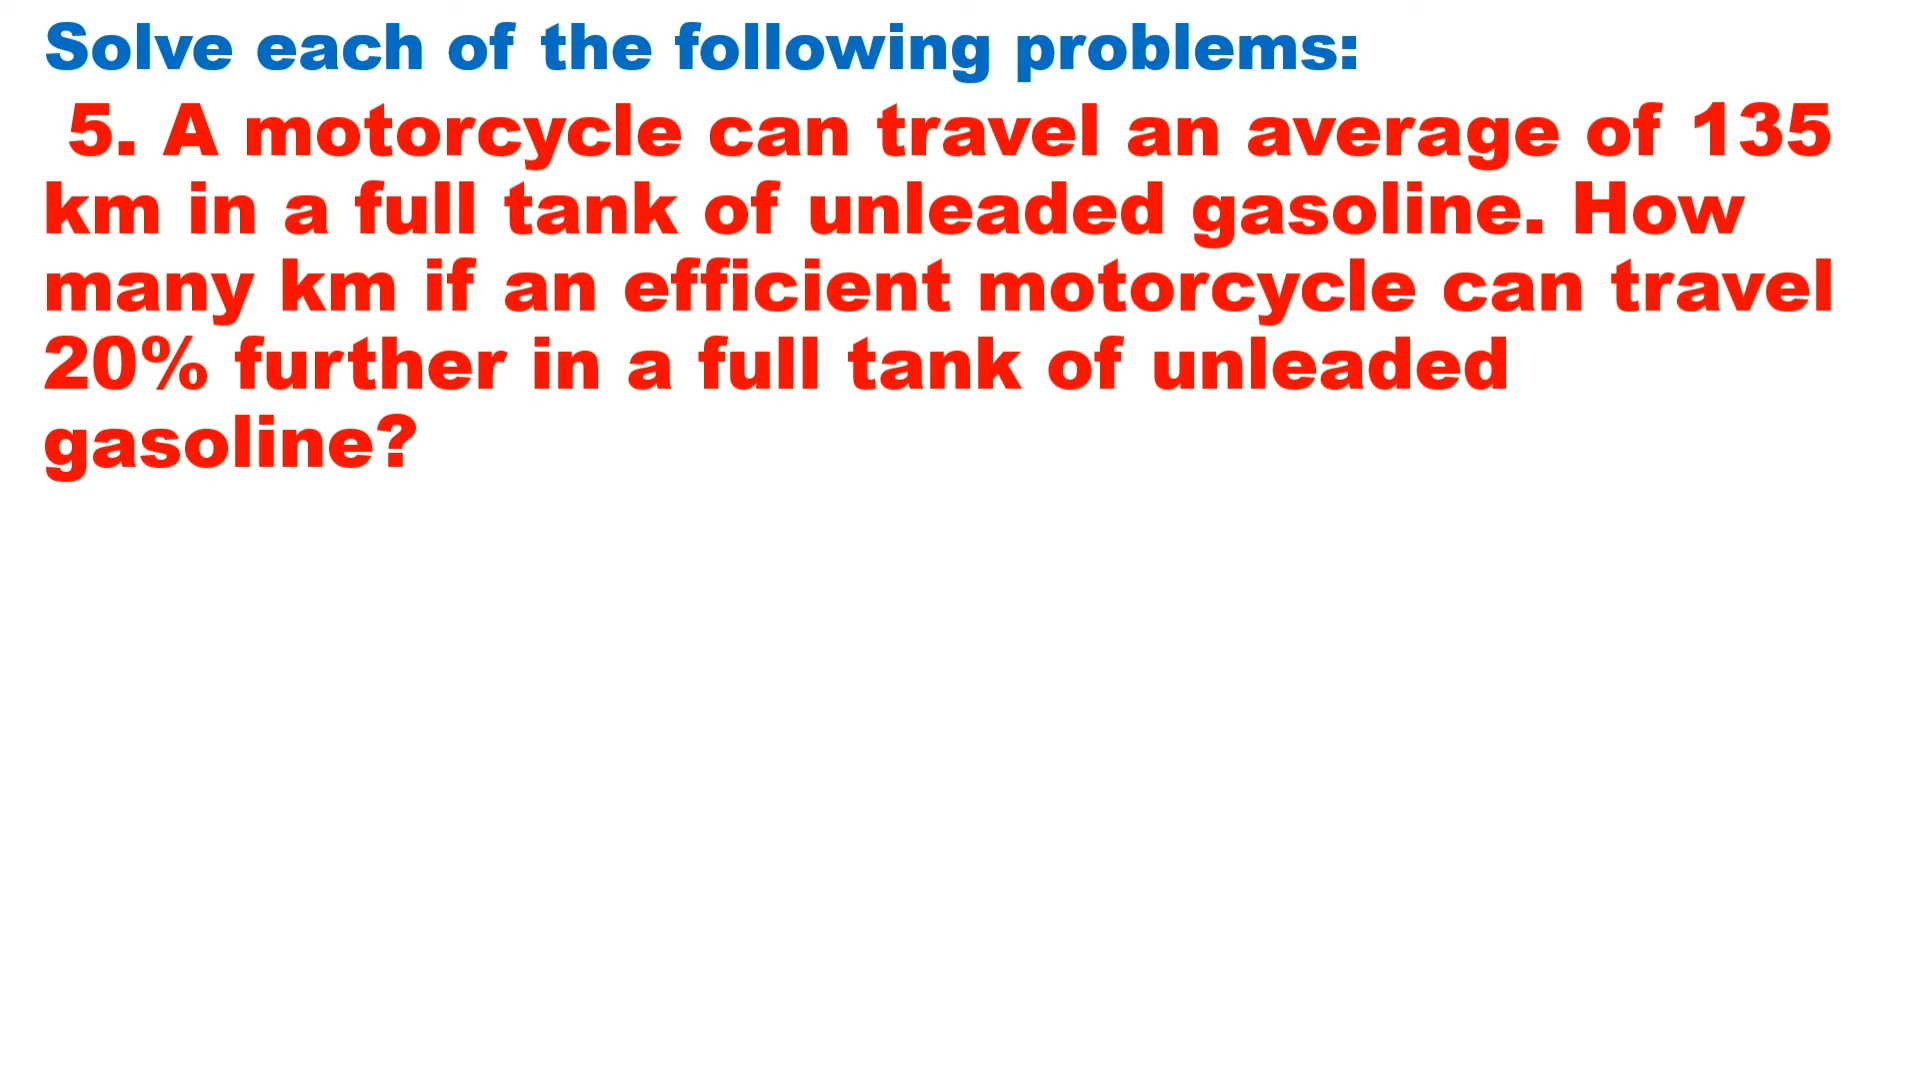 Solve each of the following problems:
5. A motorcycle can travel an average of 135
km in a full tank of unleaded gasoline. How
many km if an efficient motorcycle can travel
20% further in a full tank of unleaded
gasoline?